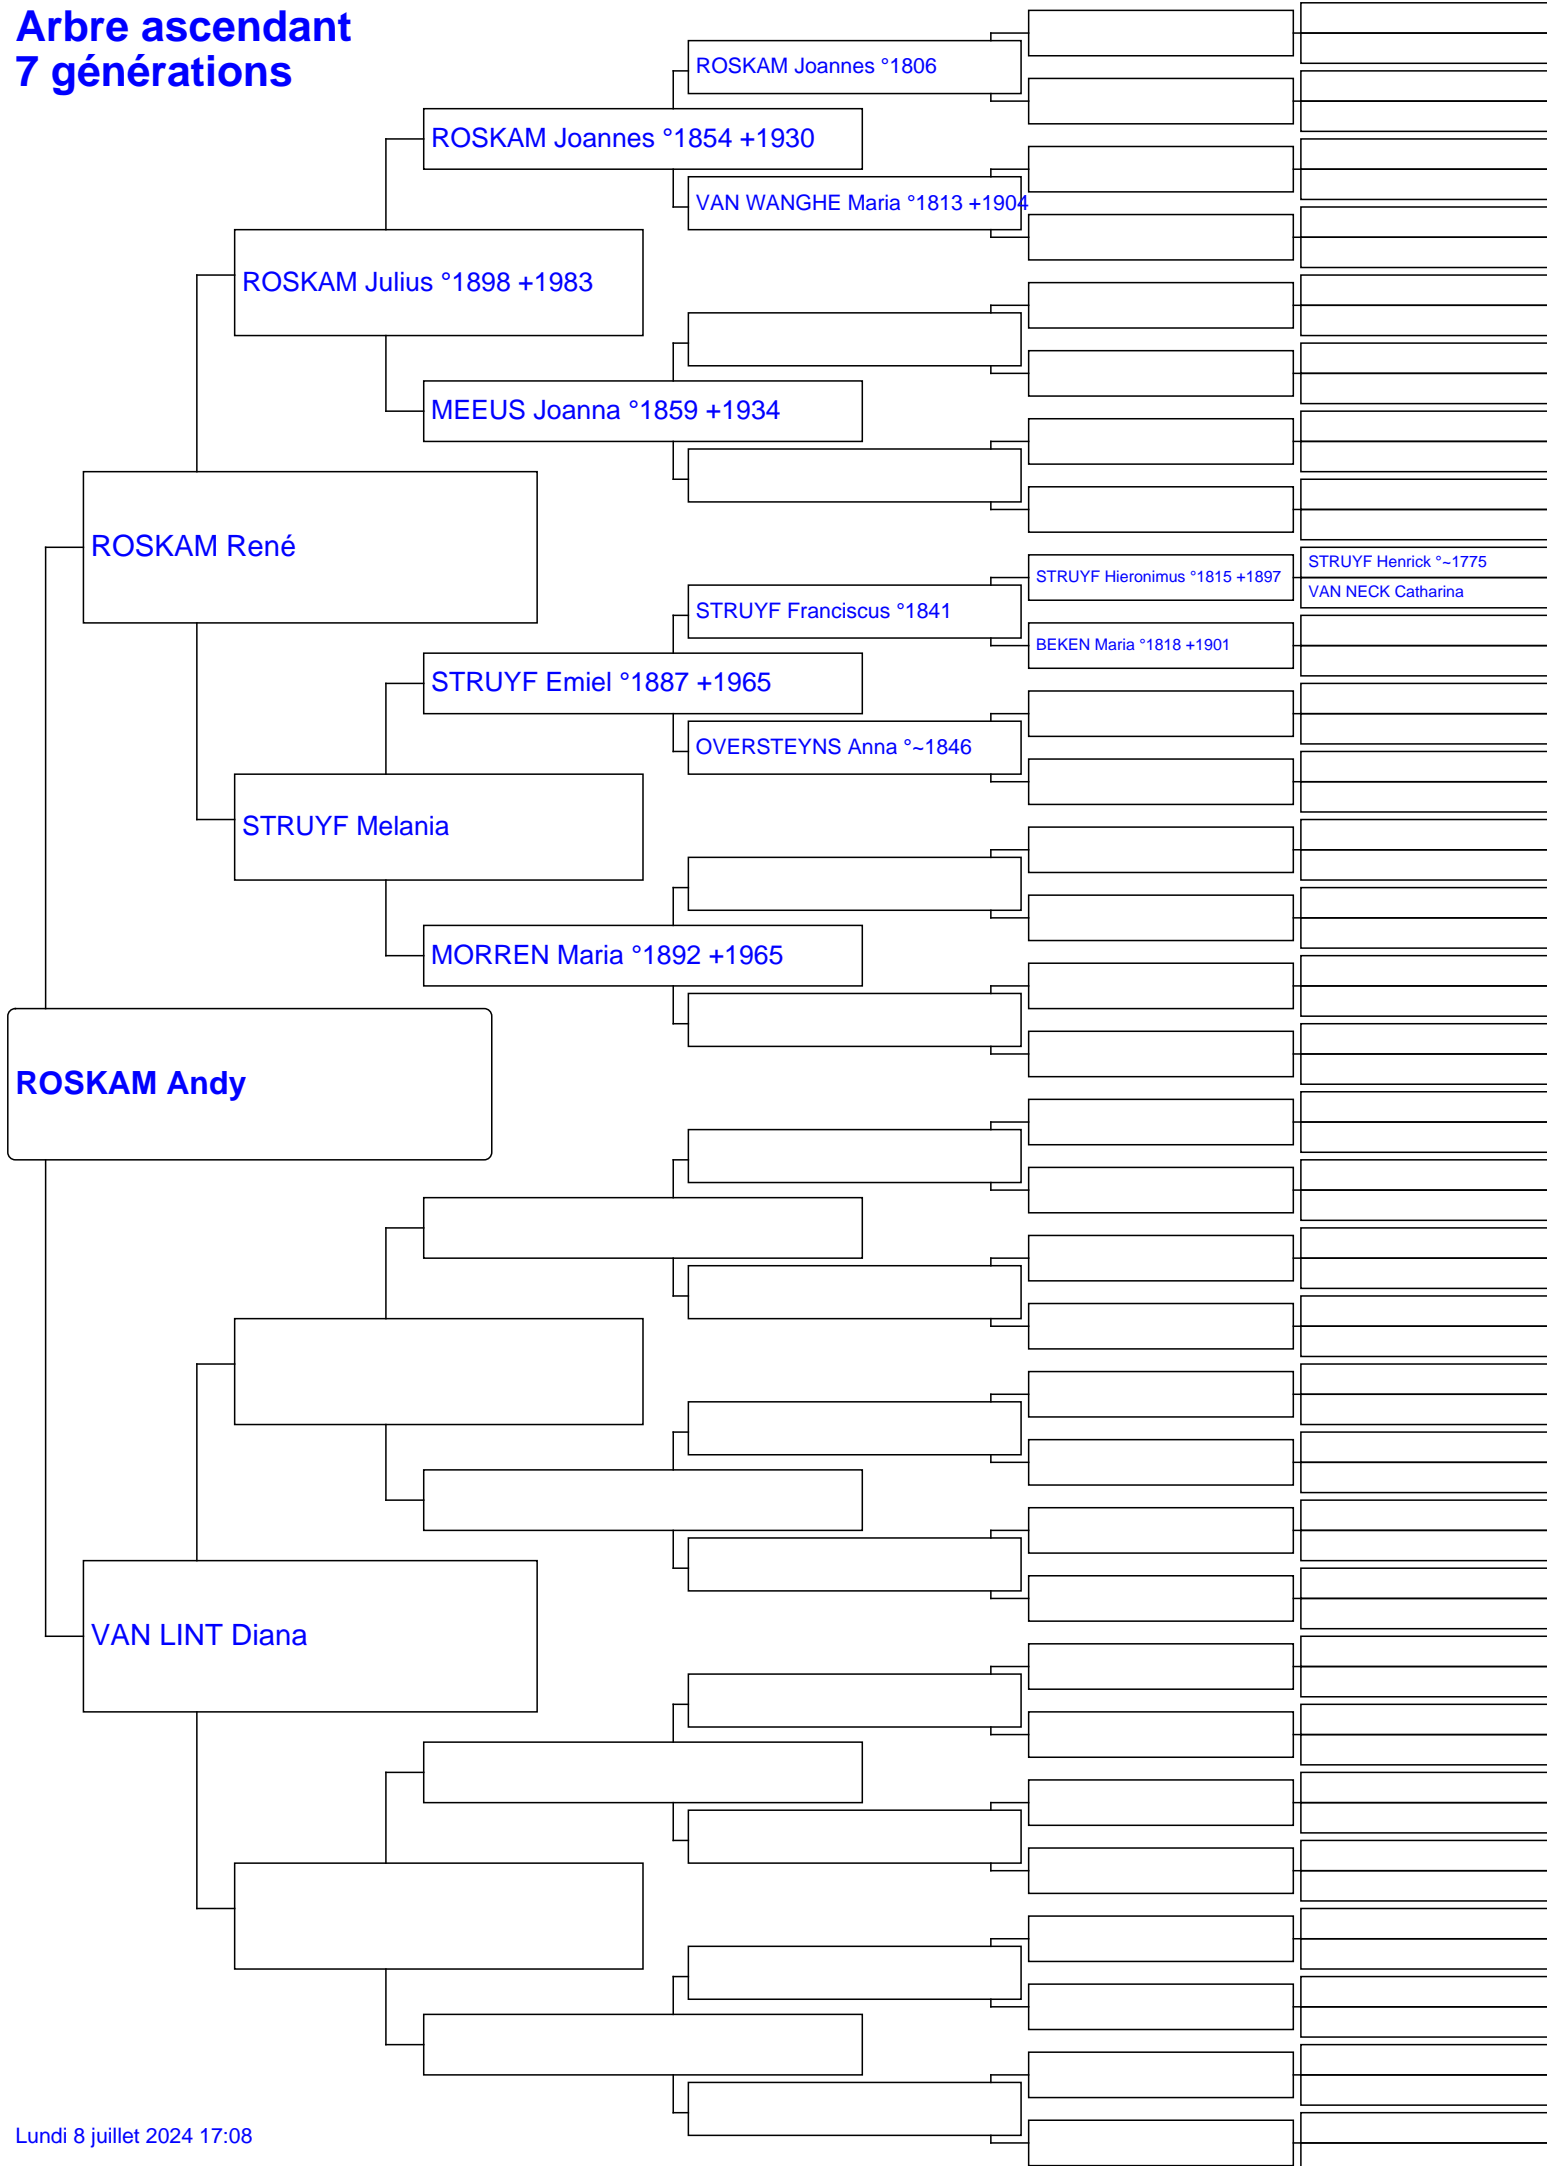 Arbre ascendant
7 générations
ROSKAM Joannes °1806
ROSKAM Joannes °1854 +1930
VAN WANGHE Maria °1813 +1904
ROSKAM Julius °1898 +1983
MEEUS Joanna °1859 +1934
ROSKAM René
STRUYF Henrick °~1775
STRUYF Hieronimus °1815 +1897
VAN NECK Catharina
STRUYF Franciscus °1841
BEKEN Maria °1818 +1901
STRUYF Emiel °1887 +1965
OVERSTEYNS Anna °~1846
STRUYF Melania
MORREN Maria °1892 +1965
ROSKAM Andy
VAN LINT Diana
Lundi 8 juillet 2024 17:08